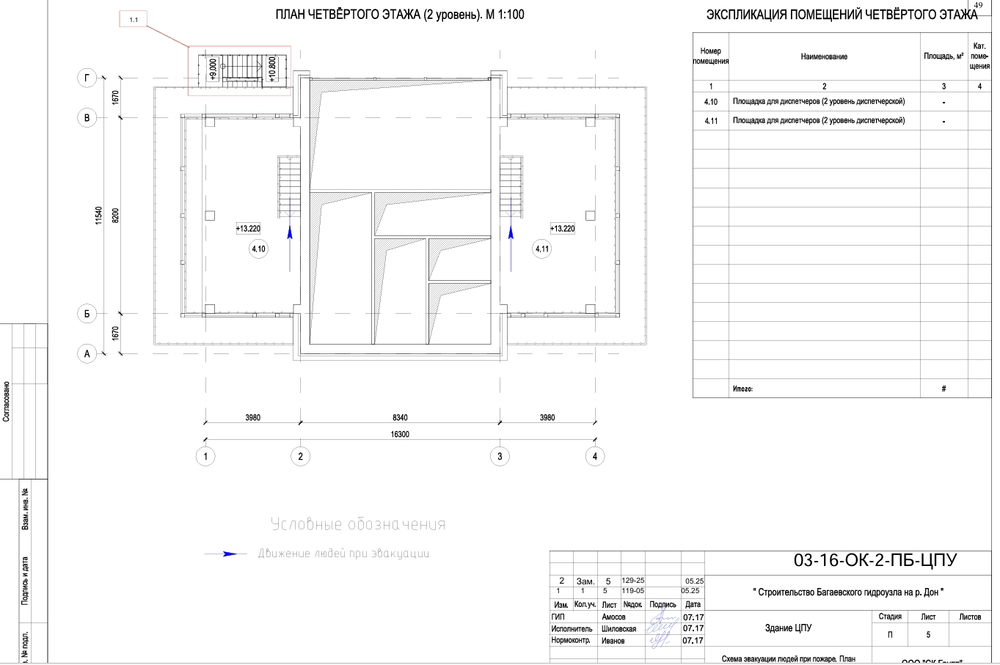 49
ПЛАН ЧЕТВЁРТОГО ЭТАЖА (2 уровень). М 1:100
ЭКСПЛИКАЦИЯ ПОМЕЩЕНИЙ ЧЕТВЁРТОГО ЭТАЖА
1.1
+9.000
+10.800
Номер помещения
Наименование
Площадь, м²
Кат. поме-щения
1 2 3 4
4.10 Площадка для диспетчеров (2 уровень диспетчерской) -
4.11 Площадка для диспетчеров (2 уровень диспетчерской) -
Итого: #
Г
В
Б
А
1670
11540
8200
1670
+13.220
4.10
+13.220
4.11
3980 8340 3980
16300
1 2 3 4
Условные обозначения
Движение людей при эвакуации
Согласовано
Взам. инв. №
Подпись и дата
. № подл.
03-16-ОК-2-ПБ-ЦПУ
2 Зам. 5 129-25 05.25
1 1 5 119-05 05.25
" Строительство Багаевского гидроузла на р. Дон "
Изм. Кол.уч. Лист №док. Подпись Дата
ГИП Амосов 07.17
Исполнитель Шиловская 07.17
Нормоконтр. Иванов 07.17
Здание ЦПУ
Стадия Лист Листов
П 5
Схема эвакуации людей при пожаре. План
ООО "СК Групп"